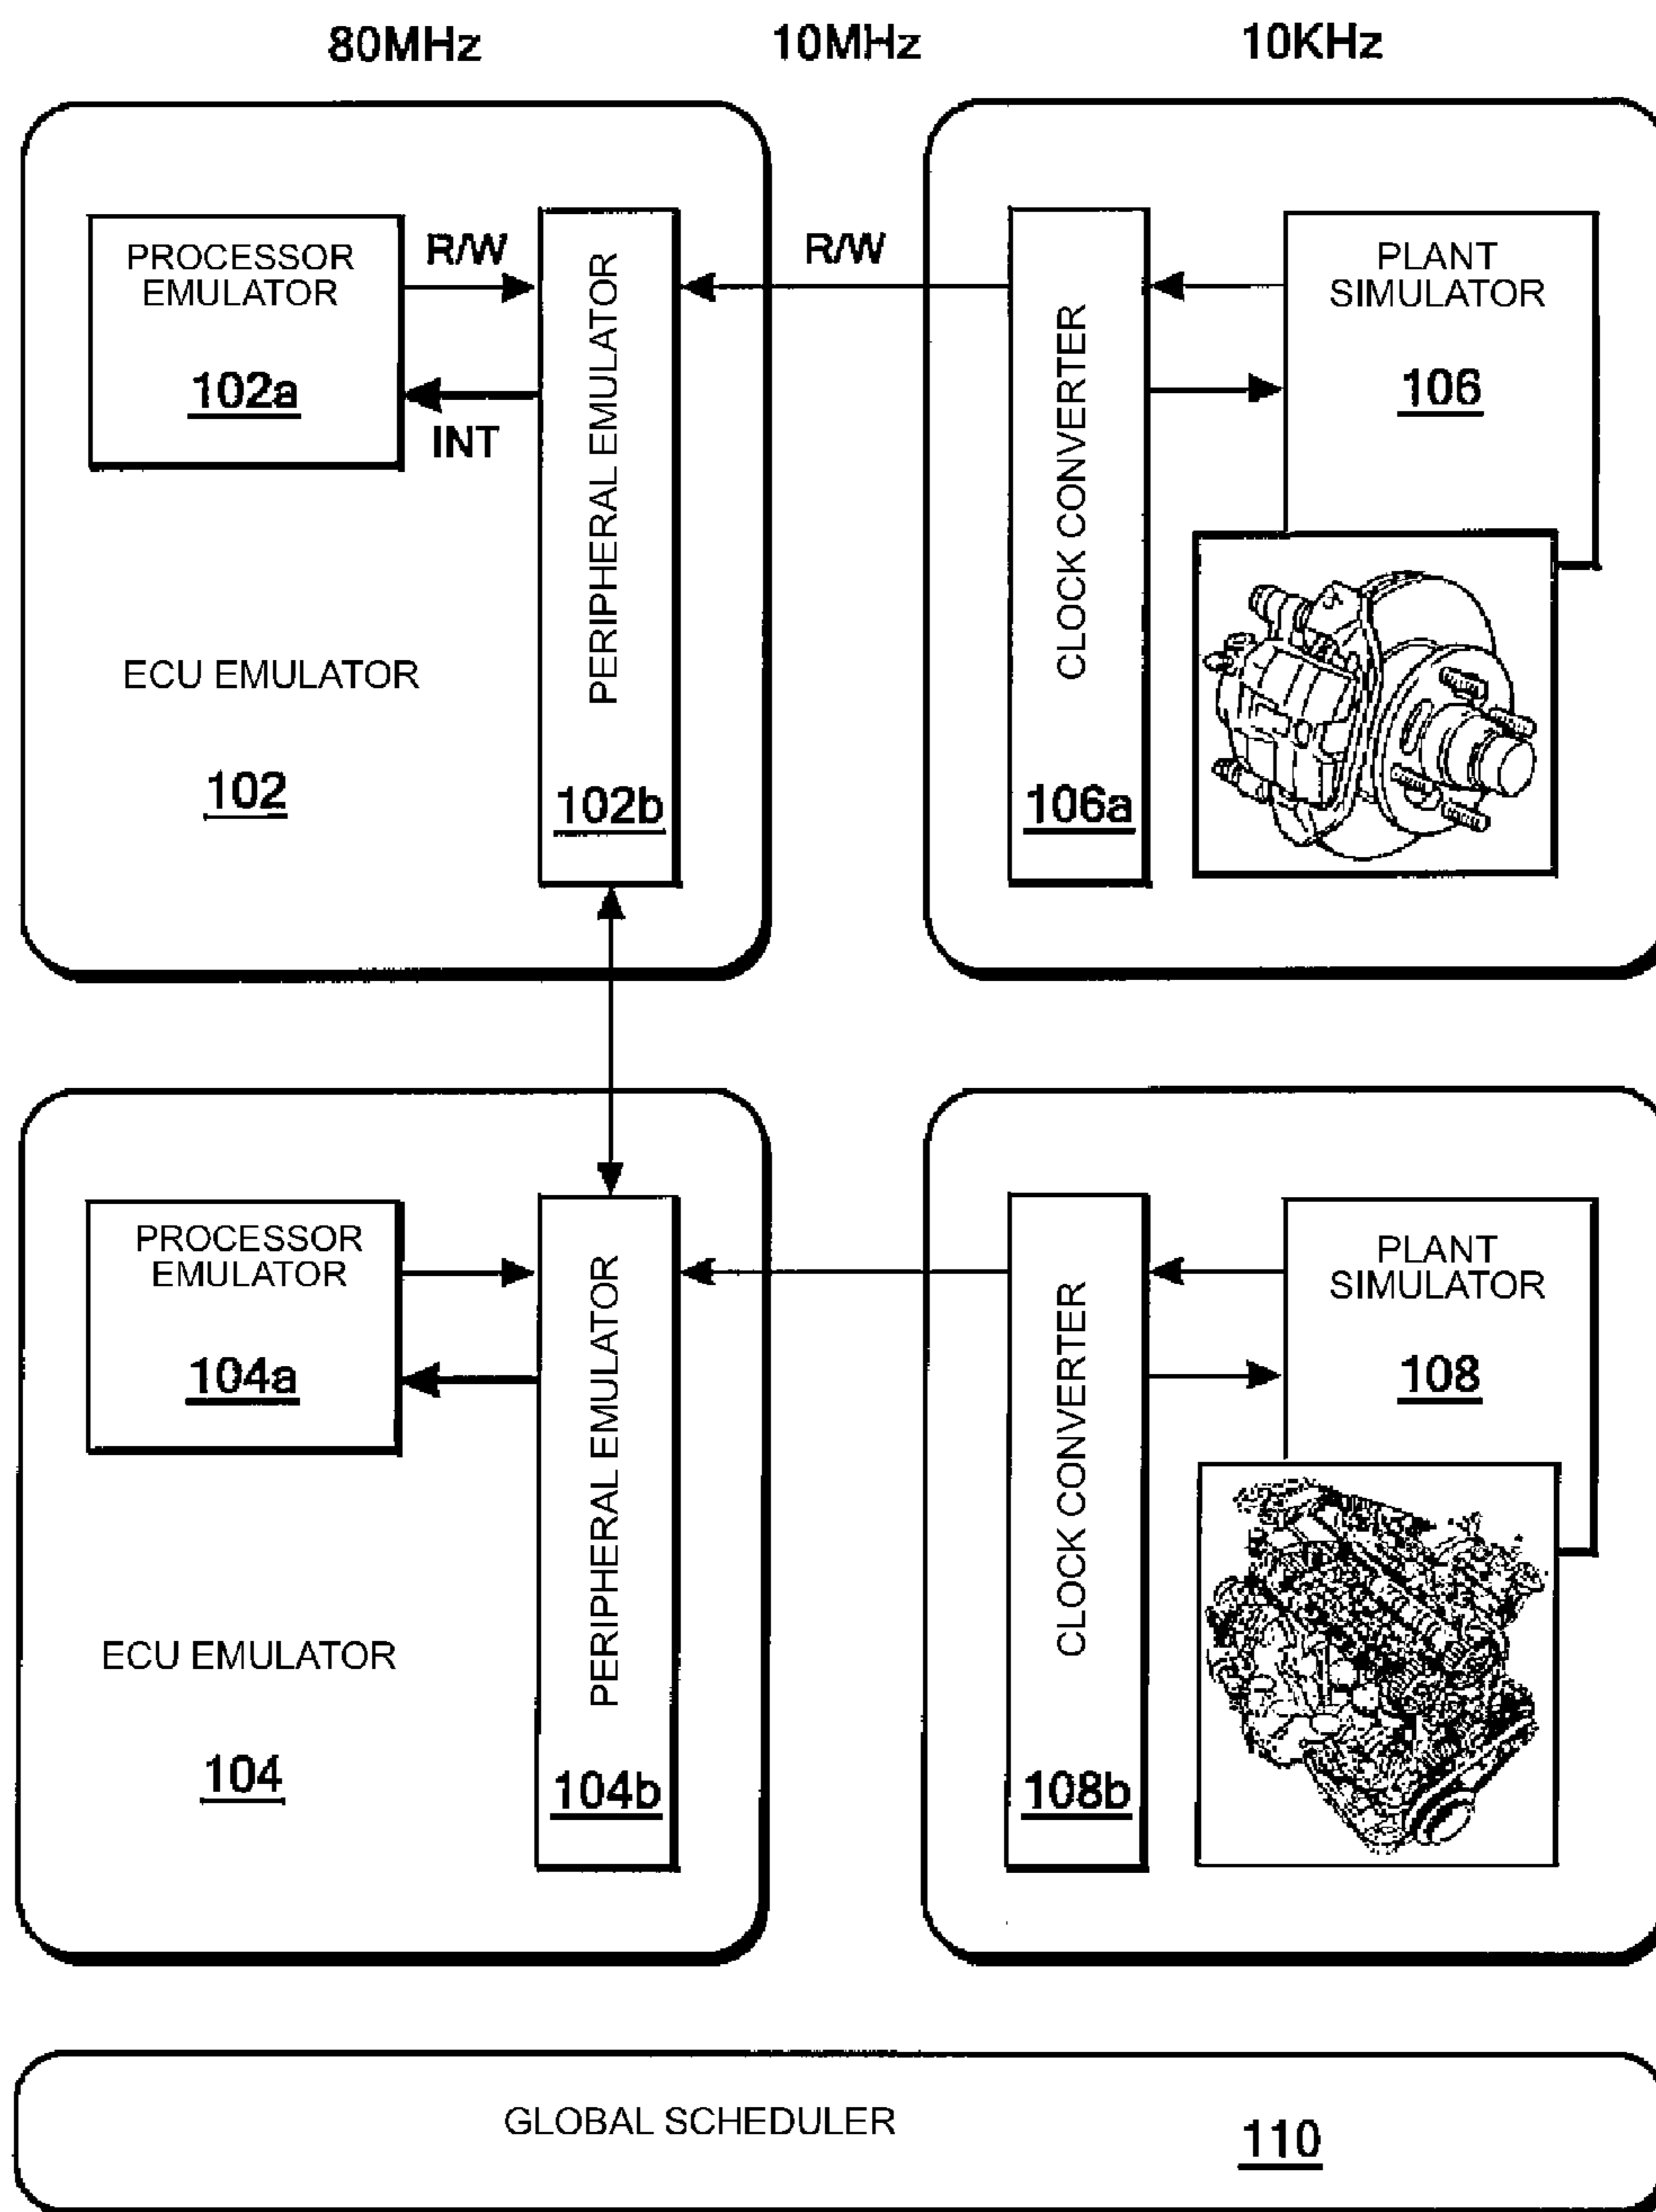 80MHz 10MHz 10KHz
PROCESSOR
EMULATOR
102a
R/W
INT
PERIPHERAL EMULATOR
102b
ECU EMULATOR
102
R/W
CLOCK CONVERTER
106a
PLANT
SIMULATOR
106
PROCESSOR
EMULATOR
104a
PERIPHERAL EMULATOR
104b
ECU EMULATOR
104
CLOCK CONVERTER
108b
PLANT
SIMULATOR
108
GLOBAL SCHEDULER
110